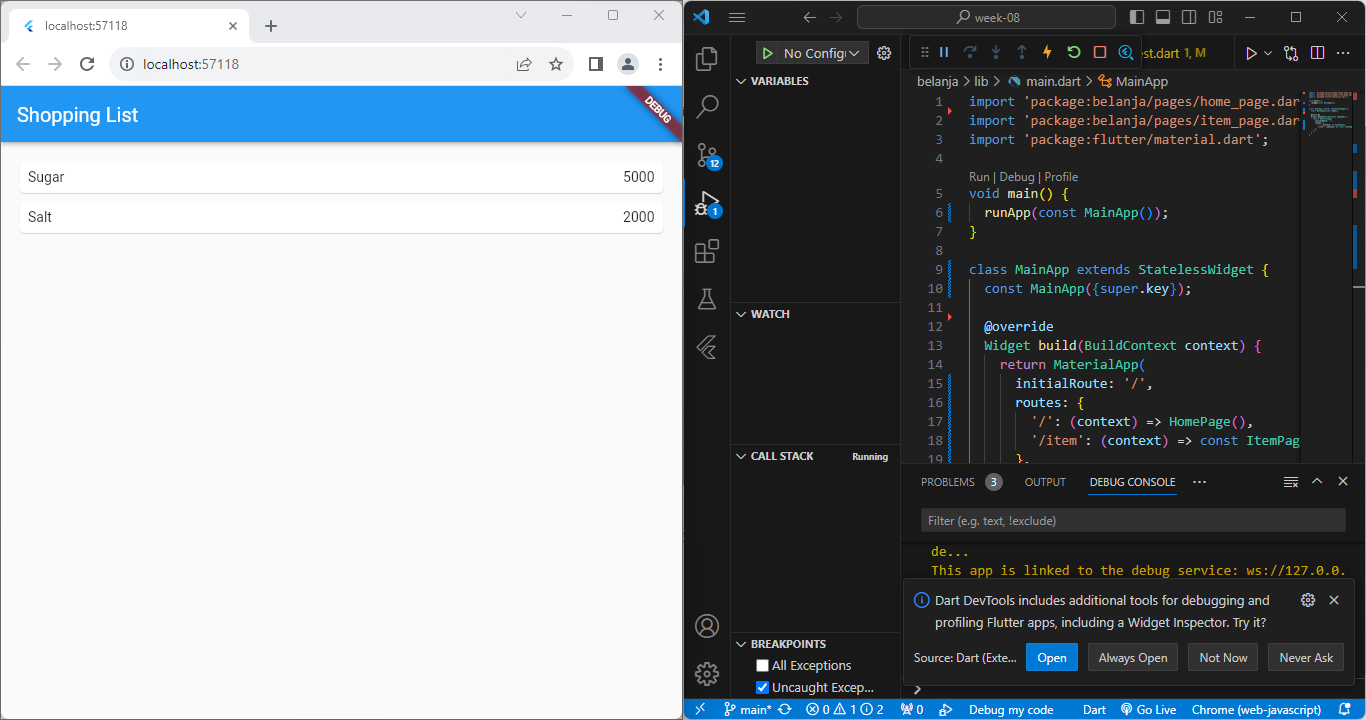 localhost:57118
localhost:57118
Shopping List
DEBUG
Sugar 5000
Salt 2000
week-08
No Config
est.dart 1, M
VARIABLES
WATCH
CALL STACK Running
BREAKPOINTS
All Exceptions
Uncaught Excep...
12
1
belanja > lib > main.dart > MainApp
1 import 'package:belanja/pages/home_page.dar
2 import 'package:belanja/pages/item_page.dar
3 import 'package:flutter/material.dart';
4
Run | Debug | Profile
5 void main() {
6 runApp(const MainApp());
7 }
8
9 class MainApp extends StatelessWidget {
10 const MainApp({super.key});
11
12 @override
13 Widget build(BuildContext context) {
14 return MaterialApp(
15 initialRoute: '/',
16 routes: {
17 '/': (context) => HomePage(),
18 '/item': (context) => const ItemPag
19 },
PROBLEMS 3 OUTPUT DEBUG CONSOLE ...
Filter (e.g. text, !exclude)
de...
This app is linked to the debug service: ws://127.0.0.
Dart DevTools includes additional tools for debugging and
profiling Flutter apps, including a Widget Inspector. Try it?
Source: Dart (Exte... Open Always Open Not Now Never Ask
main* 0 1 2 0 Debug my code Dart Go Live Chrome (web-javascript)